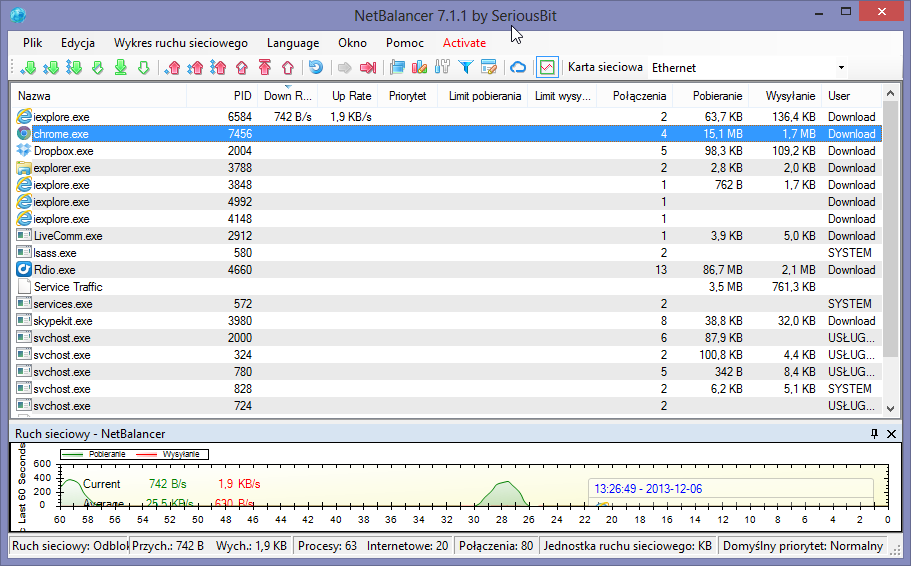 NetBalancer 7.1.1 by SeriousBit
Plik Edycja Wykres ruchu sieciowego Language Okno Pomoc Activate
Karta sieciowa Ethernet
Nazwa PID Down R... Up Rate Priorytet Limit pobierania Limit wysy... Połączenia Pobieranie Wysyłanie User
iexplore.exe 6584 742 B/s 1,9 KB/s 2 63,7 KB 136,4 KB Download
chrome.exe 7456 4 15,1 MB 1,7 MB Download
Dropbox.exe 2004 5 98,3 KB 109,2 KB Download
explorer.exe 3788 2 2,8 KB 2,0 KB Download
iexplore.exe 3848 1 762 B 1,7 KB Download
iexplore.exe 4992 1 Download
iexplore.exe 4148 1 Download
LiveComm.exe 2912 1 3,9 KB 5,0 KB Download
lsass.exe 580 2 SYSTEM
Rdio.exe 4660 13 86,7 MB 2,1 MB Download
Service Traffic 3,5 MB 761,3 KB
services.exe 572 2 SYSTEM
skypekit.exe 3980 8 38,8 KB 32,0 KB Download
svchost.exe 2000 6 87,9 KB USŁUG...
svchost.exe 324 2 100,8 KB 4,4 KB USŁUG...
svchost.exe 780 5 342 B 8,4 KB USŁUG...
svchost.exe 828 2 6,2 KB 5,1 KB SYSTEM
svchost.exe 724 2 USŁUG...
Ruch sieciowy - NetBalancer
Pobieranie Wysyłanie
Last 60 Seconds
600
400
200
0
Current 742 B/s 1,9 KB/s
Average 25,5 KB/s 630 B/s
13:26:49 - 2013-12-06
60 58 56 54 52 50 48 46 44 42 40 38 36 34 32 30 28 26 24 22 20 18 16 14 12 10 8 6 4 2 0
Ruch sieciowy: Odblok Przych.: 742 B Wych.: 1,9 KB Procesy: 63 Internetowe: 20 Połączenia: 80 Jednostka ruchu sieciowego: KB Domyślny priorytet: Normalny